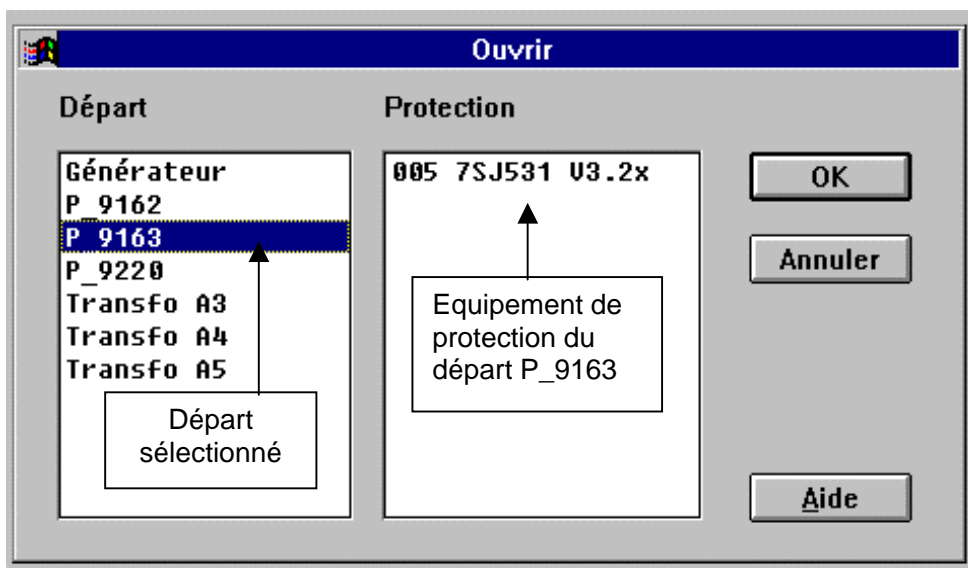 Ouvrir
Départ
Protection
Générateur
P_9162
P_9163
P_9220
Transfo A3
Transfo A4
Transfo A5
Départ
sélectionné
005 7SJ531 V3.2x
Equipement de
protection du
départ P_9163
OK
Annuler
Aide